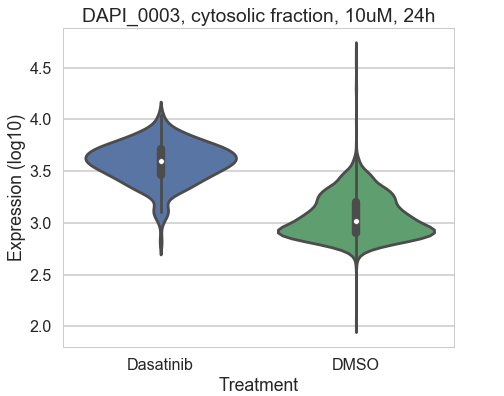 DAPI_0003, cytosolic fraction, 10uM, 24h
Expression (log10)
4.5
4.0
3.5
3.0
2.5
2.0
Dasatinib
DMSO
Treatment